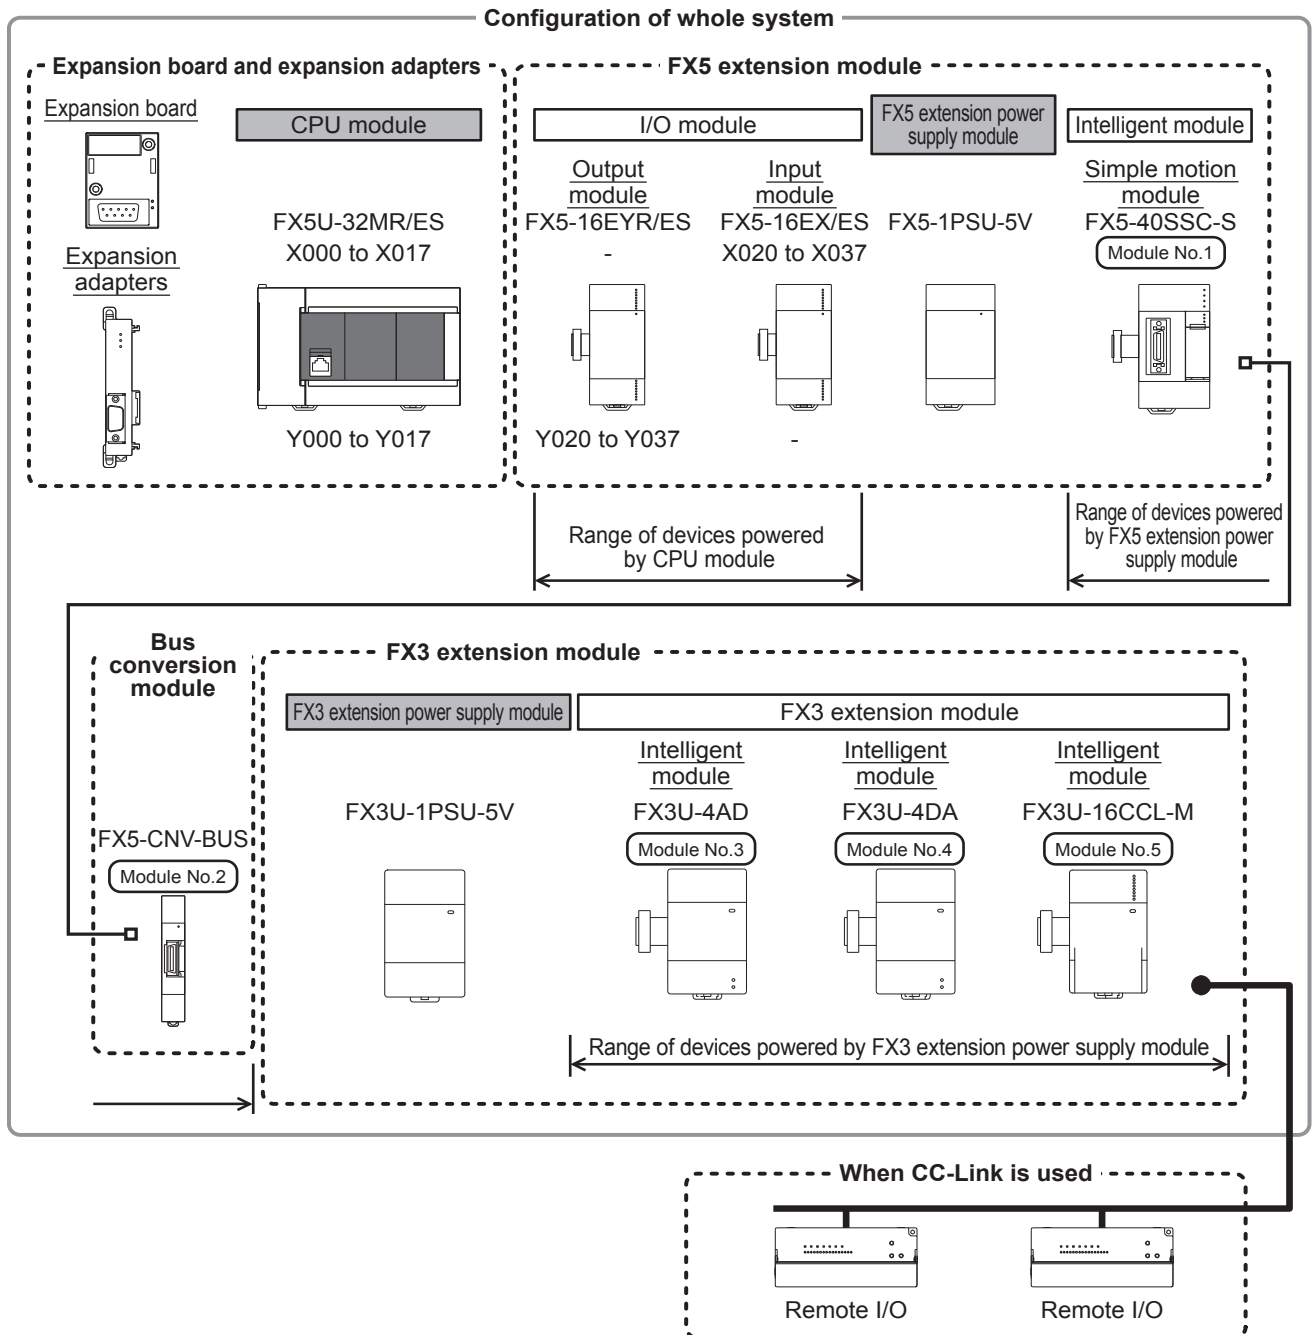 Configuration of whole system
Expansion board and expansion adapters
FX5 extension module
Expansion board
CPU module
I/O module
FX5 extension power
supply module
Intelligent module
Output
module
FX5-16EYR/ES
-
Input
module
FX5-16EX/ES
X020 to X037
FX5-1PSU-5V
Simple motion
module
FX5-40SSC-S
Module No.1
FX5U-32MR/ES
X000 to X017
Expansion
adapters
Y000 to Y017
Y020 to Y037
-
Range of devices powered
by CPU module
Range of devices powered
by FX5 extension power
supply module
Bus
conversion
module
FX3 extension module
FX3 extension power supply module
FX3 extension module
Intelligent
module
FX3U-4AD
Module No.3
Intelligent
module
FX3U-4DA
Module No.4
Intelligent
module
FX3U-16CCL-M
Module No.5
FX3U-1PSU-5V
FX5-CNV-BUS
Module No.2
Range of devices powered by FX3 extension power supply module
When CC-Link is used
Remote I/O
Remote I/O